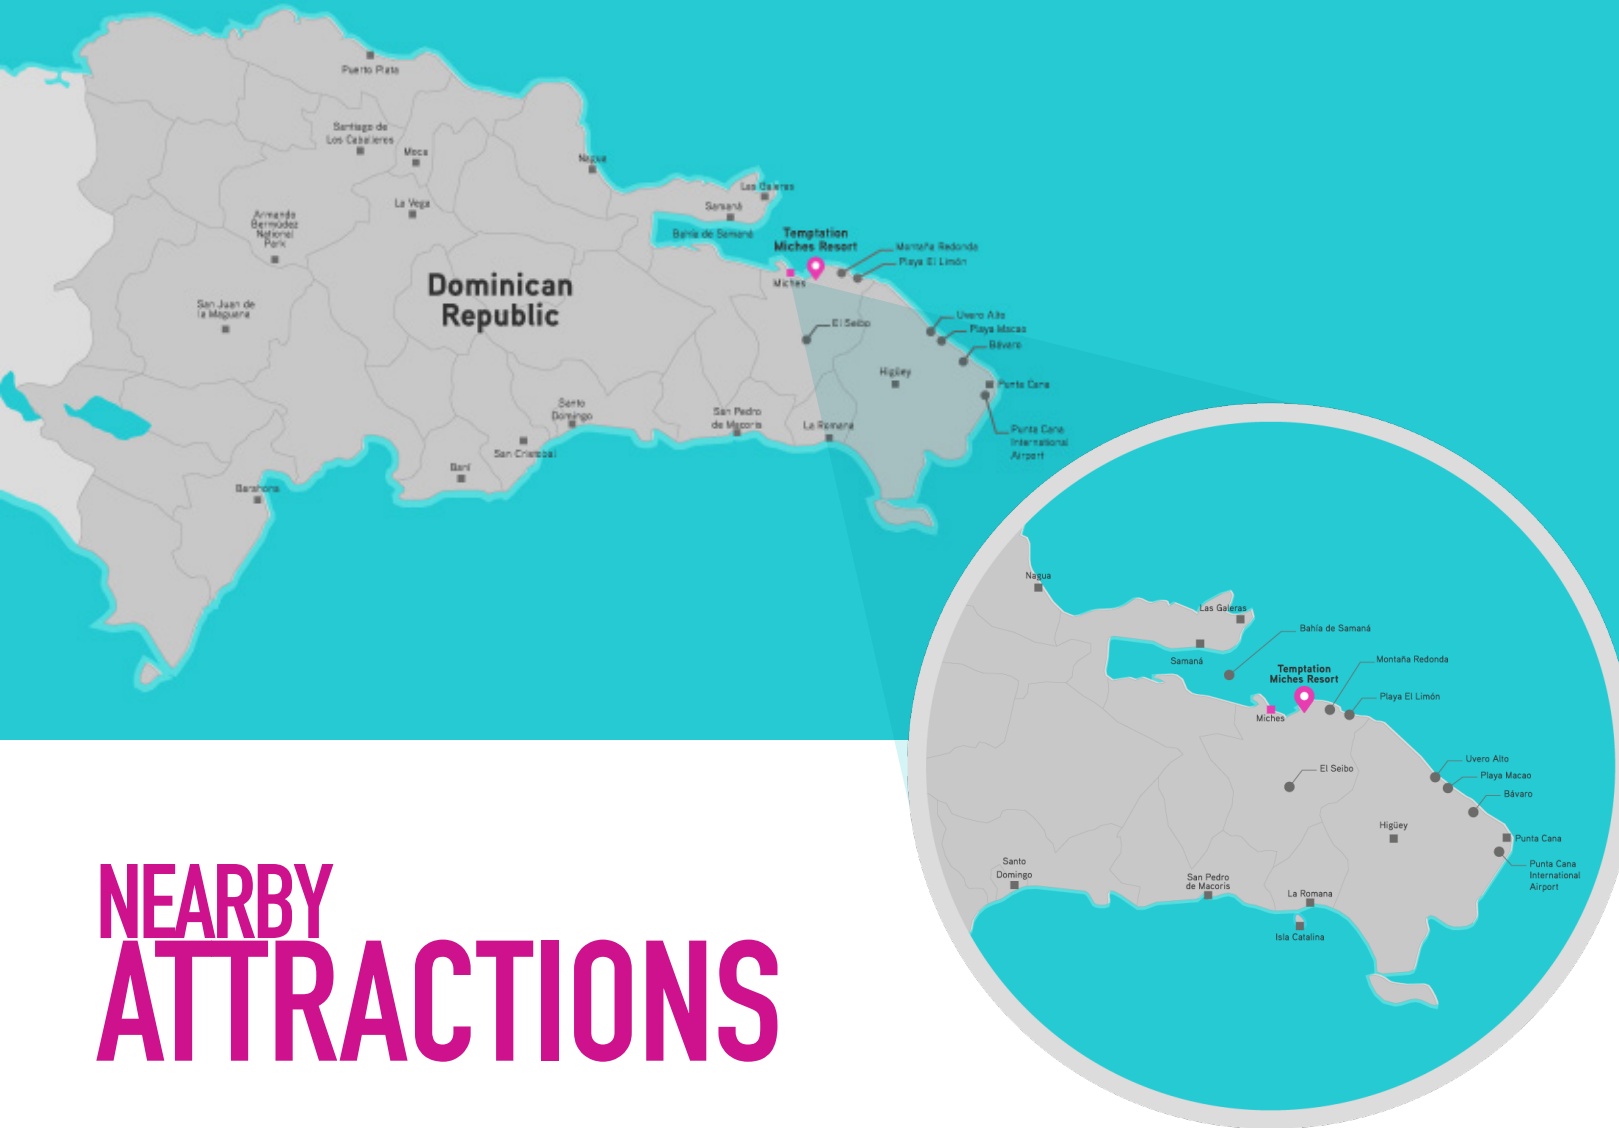 Puerto Plata
Santiago de
Los Caballeros
Moca
Nagua
La Vega
Las Galeras
Samaná
Armando
Bermúdez
National
Park
Bahía de Samaná
Temptation
Miches Resort
Montaña Redonda
Playa El Limón
Miches
Dominican
Republic
San Juan de
la Maguana
El Seibo
Uvero Alto
Playa Macao
Bávaro
Higüey
Punta Cana
Santo
Domingo
San Pedro
de Macoris
La Romana
Punta Cana
International
Airport
San Cristobal
Baní
Barahona
Nagua
Las Galeras
Bahía de Samaná
Samaná
Temptation
Miches Resort
Montaña Redonda
Playa El Limón
Miches
El Seibo
Uvero Alto
Playa Macao
Bávaro
Higüey
Punta Cana
Punta Cana
International
Airport
Santo
Domingo
San Pedro
de Macoris
La Romana
Isla Catalina
NEARBY
ATTRACTIONS